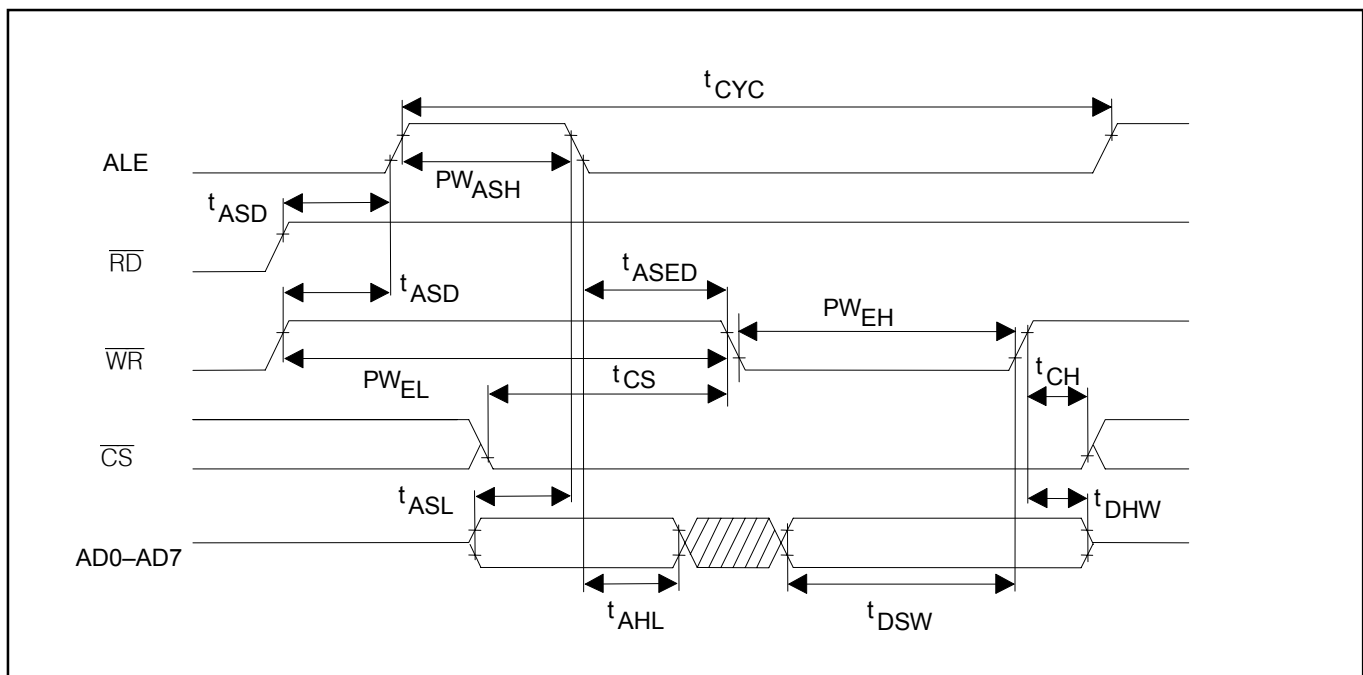 tCYC
ALE
PWASH
tASD
RD
tASED
tASD
PWEH
WR
tCS
PWEL
tCH
CS
tASL
tDHW
AD0–AD7
tAHL
tDSW